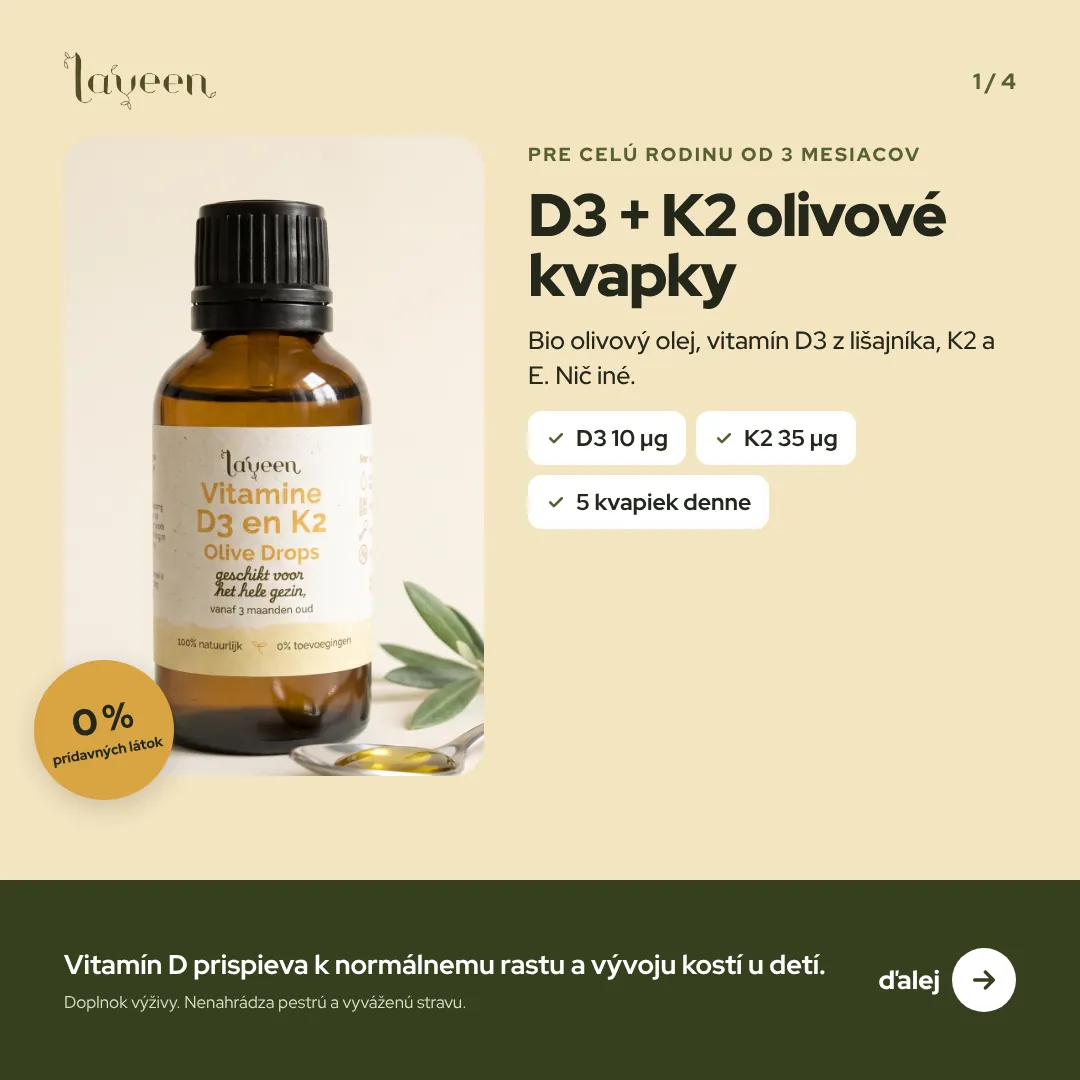 layeen
1 / 4
PRE CELÚ RODINU OD 3 MESIACOV
D3 + K2 olivové
kvapky
Bio olivový olej, vitamín D3 z lišajníka, K2 a
E. Nič iné.
D3 10 µg
K2 35 µg
5 kvapiek denne
layeen
Vitamine
D3 en K2
Olive Drops
geschikt voor
het hele gezin,
vanaf 3 maanden oud
100% natuurlijk
0% toevoegingen
0 %
prídavných látok
Vitamín D prispieva k normálnemu rastu a vývoju kostí u detí.
Doplnok výživy. Nenahrádza pestrú a vyváženú stravu.
ďalej